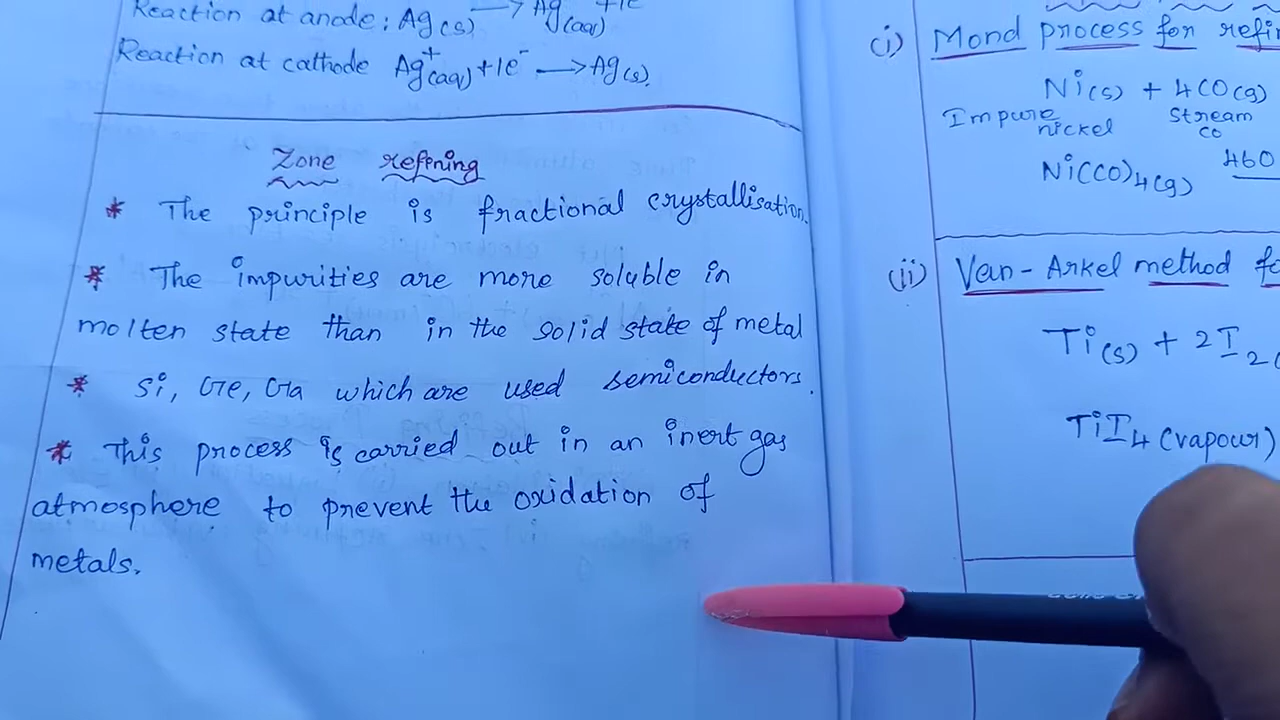 Reaction at anode: Ag(s) → Ag(aq) +1e⁻
Reaction at cathode Ag⁺(aq) +1e⁻ → Ag(s).
Zone refining
* The principle is fractional crystallisation.
* The impurities are more soluble in
molten state than in the solid state of metal
* Si, Ge, Ga which are used semiconductors.
* This process is carried out in an inert gas
atmosphere to prevent the oxidation of
metals.
(i) Mond process for
Ni(s) + 4CO(g)
Impure nickel Stream CO
Ni(CO)4(g) 460
(ii) Van-Arkel method
Ti(s) + 2I2
TiI4 (vapour)